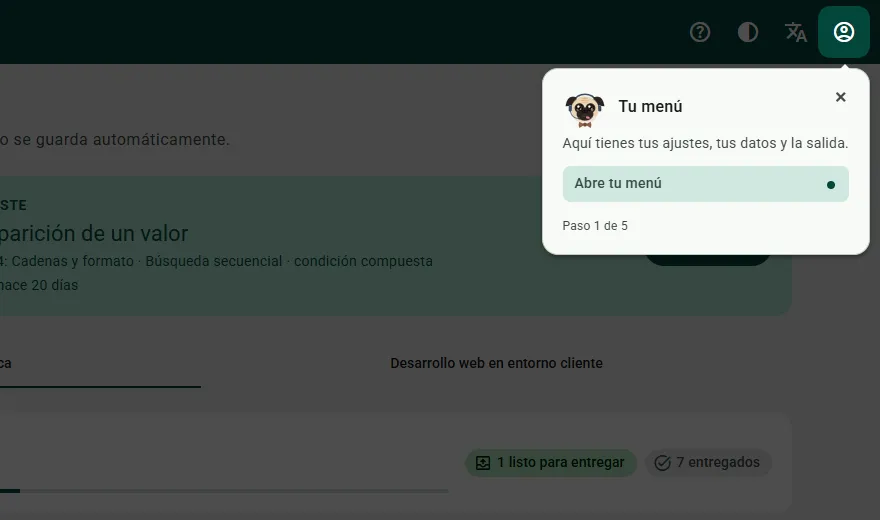 Tu menú
Aquí tienes tus ajustes, tus datos y la salida.
Abre tu menú
Paso 1 de 5
o se guarda automáticamente.
STE
parición de un valor
4: Cadenas y formato · Búsqueda secuencial · condición compuesta
hace 20 días
ca
Desarrollo web en entorno cliente
1 listo para entregar
7 entregados